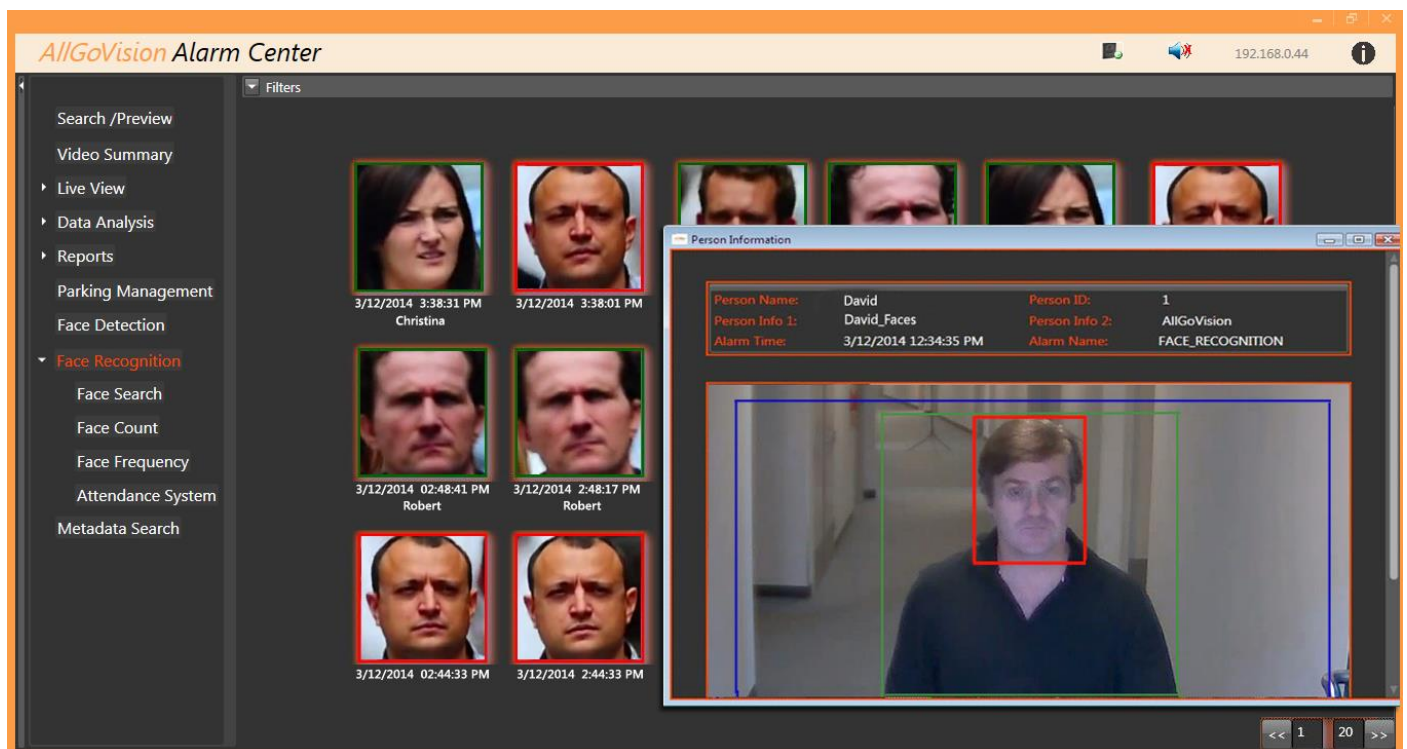 AllGoVision Alarm Center
192.168.0.44
Filters
Search /Preview
Video Summary
Live View
Data Analysis
Reports
Parking Management
Face Detection
Face Recognition
Face Search
Face Count
Face Frequency
Attendance System
Metadata Search
3/12/2014 3:38:31 PM
Christina
3/12/2014 3:38:01 PM
3/12/2014 02:48:41 PM
Robert
3/12/2014 2:48:17 PM
Robert
3/12/2014 02:44:33 PM
3/12/2014 2:44:33 PM
Person Information
Person Name: David Person ID: 1
Person Info 1: David_Faces Person Info 2: AllGoVision
Alarm Time: 3/12/2014 12:34:35 PM Alarm Name: FACE_RECOGNITION
<< 1 20 >>